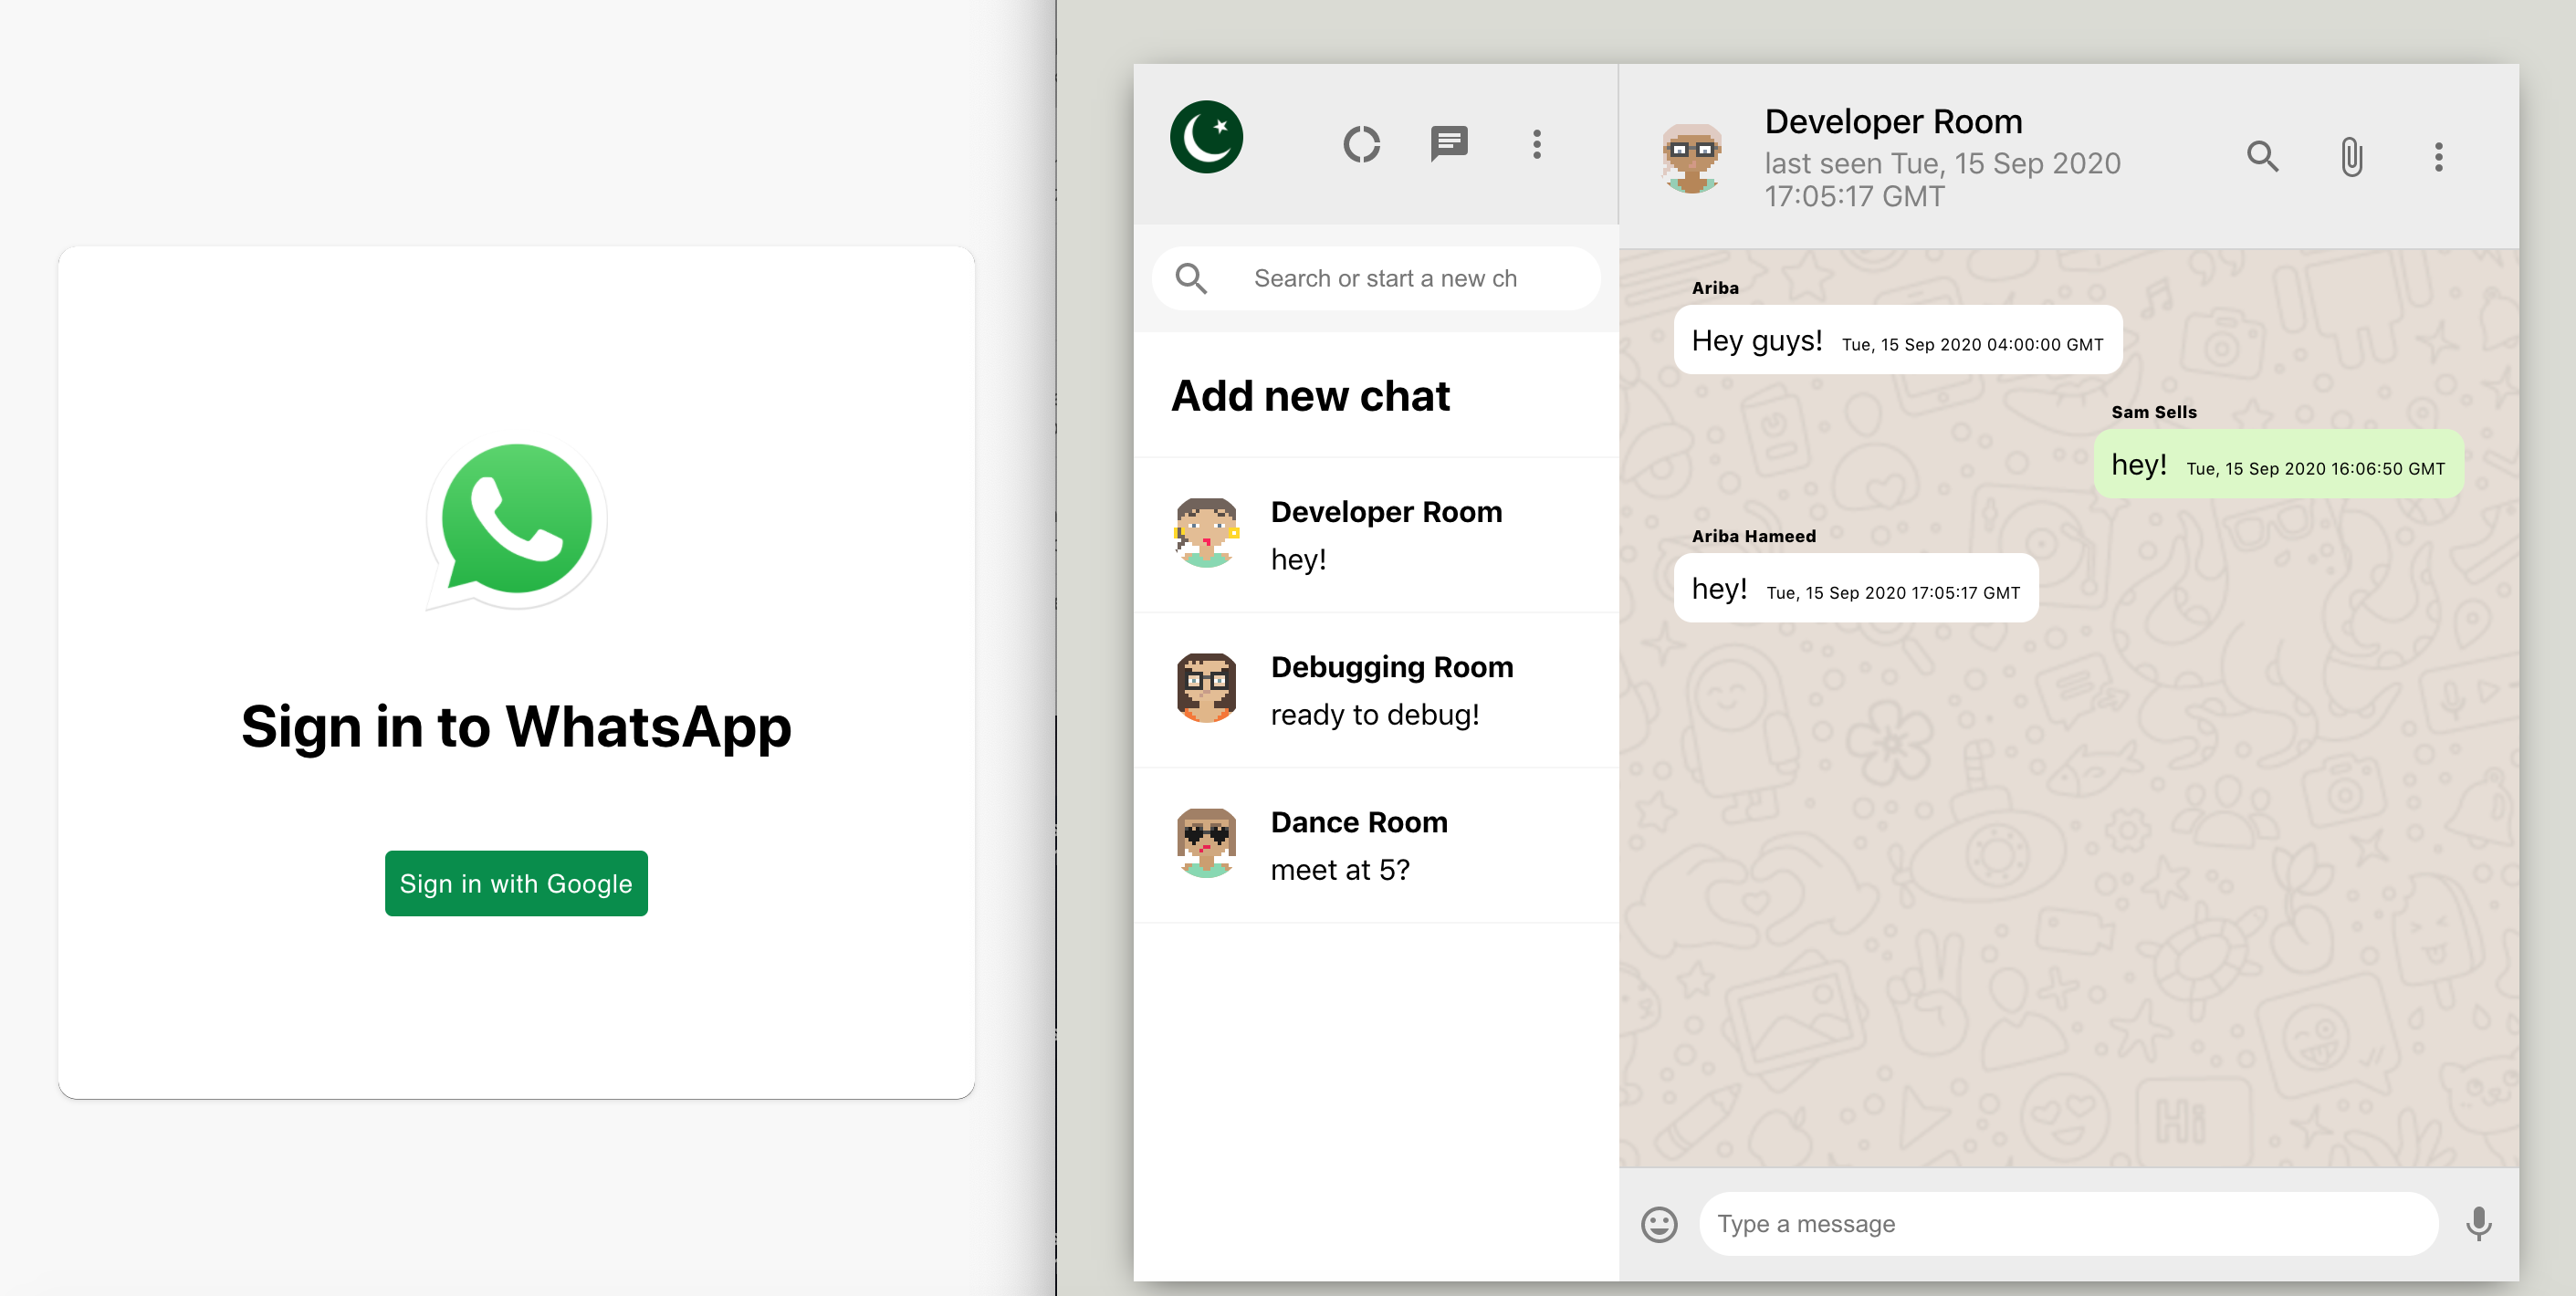 Sign in to WhatsApp
Sign in with Google
Search or start a new ch
Add new chat
Developer Room
hey!
Debugging Room
ready to debug!
Dance Room
meet at 5?
Developer Room
last seen Tue, 15 Sep 2020
17:05:17 GMT
Ariba
Hey guys! Tue, 15 Sep 2020 04:00:00 GMT
Sam Sells
hey! Tue, 15 Sep 2020 16:06:50 GMT
Ariba Hameed
hey! Tue, 15 Sep 2020 17:05:17 GMT
Hi
Type a message